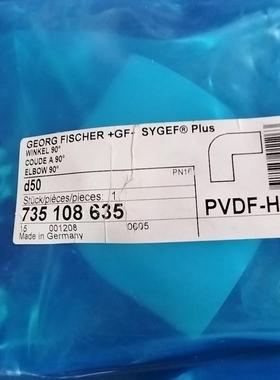 GEORG FISCHER +GF+ SYGEF® Plus
WINKEL 90°
COUDE A 90°
ELBOW 90°
PN16
d50
Stück/pièces/pieces: 1
735 108 635
PVDF-H
15 001208 0605
Made in Germany